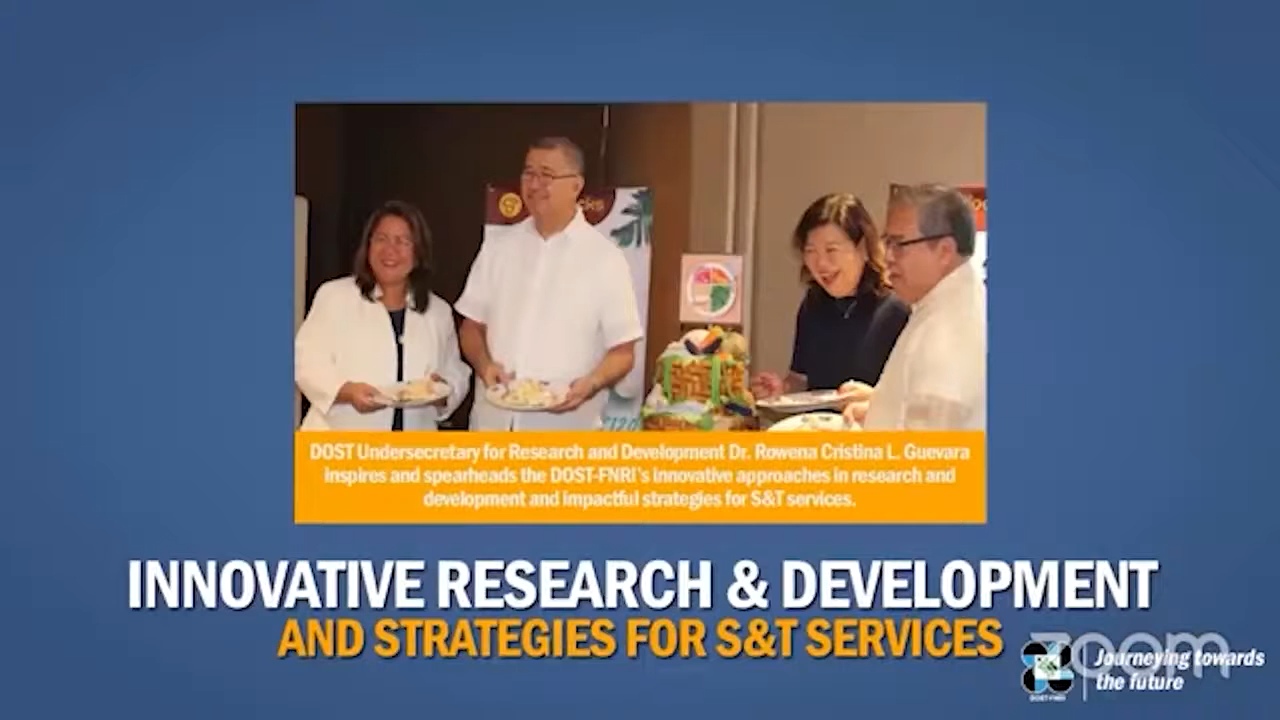 DOST Undersecretary for Research and Development Dr. Rowena Cristina L. Guevara
inspires and spearheads the DOST-FNRI's innovative approaches in research and
development and impactful strategies for S&T services.
INNOVATIVE RESEARCH & DEVELOPMENT
AND STRATEGIES FOR S&T SERVICES
zoom
Journeying towards
the future
DOST-FNRI